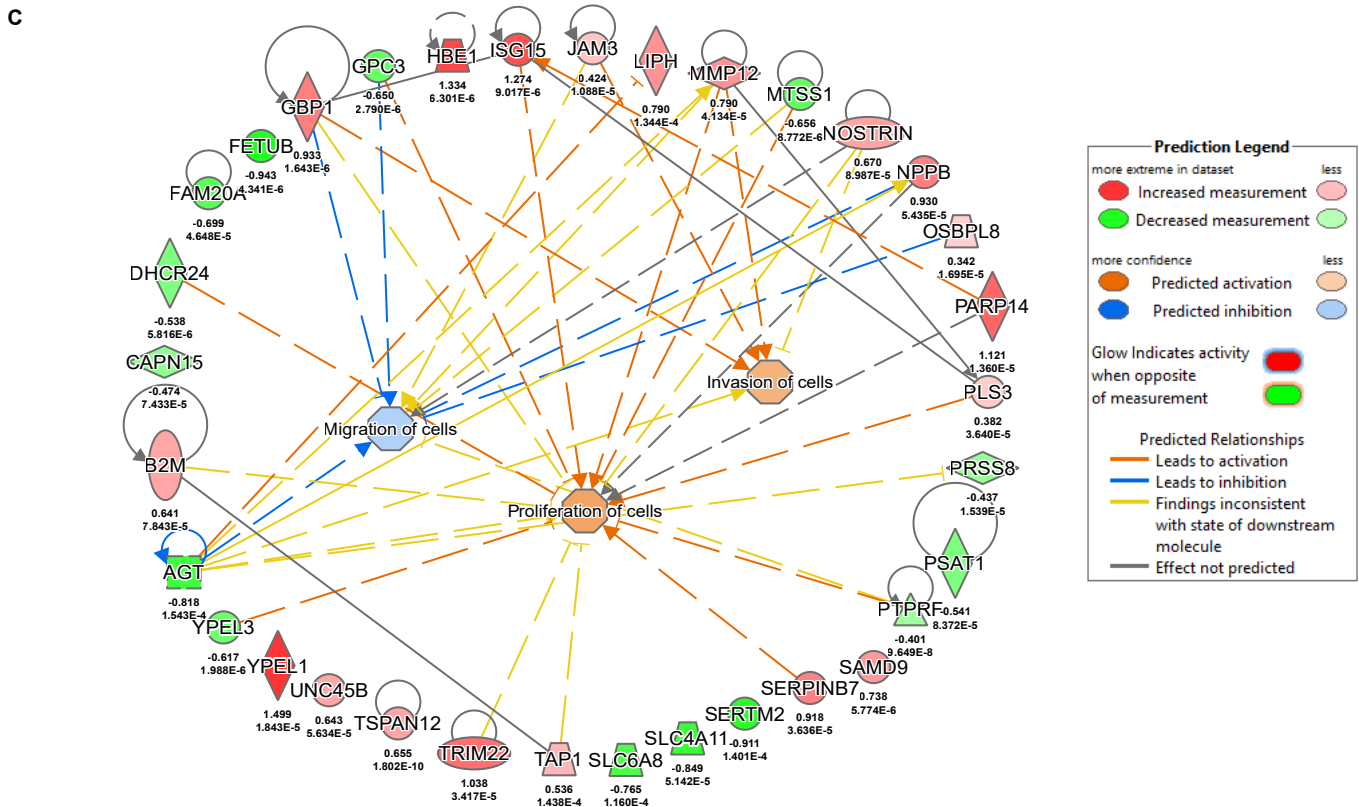 C
HBE1
1.334
6.301E-6
ISG15
1.274
9.017E-6
JAM3
0.424
1.088E-5
LIPH
0.790
1.344E-4
MMP12
0.790
4.134E-5
MTSS1
-0.656
8.772E-6
NOSTRIN
0.670
8.987E-5
NPPB
0.930
5.435E-5
OSBPL8
0.342
1.695E-5
PARP14
1.121
1.360E-5
PLS3
0.382
3.640E-5
PRSS8
-0.437
1.539E-5
PSAT1
-0.541
8.372E-5
PTPRF
-0.401
9.649E-8
SAMD9
0.738
5.774E-6
SERPINB7
0.918
3.636E-5
SERTM2
-0.911
1.401E-4
SLC4A11
-0.849
5.142E-5
SLC6A8
-0.765
1.160E-4
TAP1
0.536
1.438E-4
TRIM22
1.038
3.417E-5
TSPAN12
0.655
1.802E-10
UNC45B
0.643
5.634E-5
YPEL1
1.499
1.843E-5
YPEL3
-0.617
1.988E-6
AGT
-0.818
1.543E-4
B2M
0.641
7.843E-5
CAPN15
-0.474
7.433E-5
DHCR24
-0.538
5.816E-6
FAM20A
-0.699
4.648E-5
FETUB
-0.943
4.341E-6
GBP1
0.933
1.643E-6
GPC3
-0.650
2.790E-6
Invasion of cells
Migration of cells
Proliferation of cells
Prediction Legend
more extreme in dataset less
Increased measurement
Decreased measurement
more confidence less
Predicted activation
Predicted inhibition
Glow Indicates activity
when opposite
of measurement
Predicted Relationships
Leads to activation
Leads to inhibition
Findings inconsistent
with state of downstream
molecule
Effect not predicted